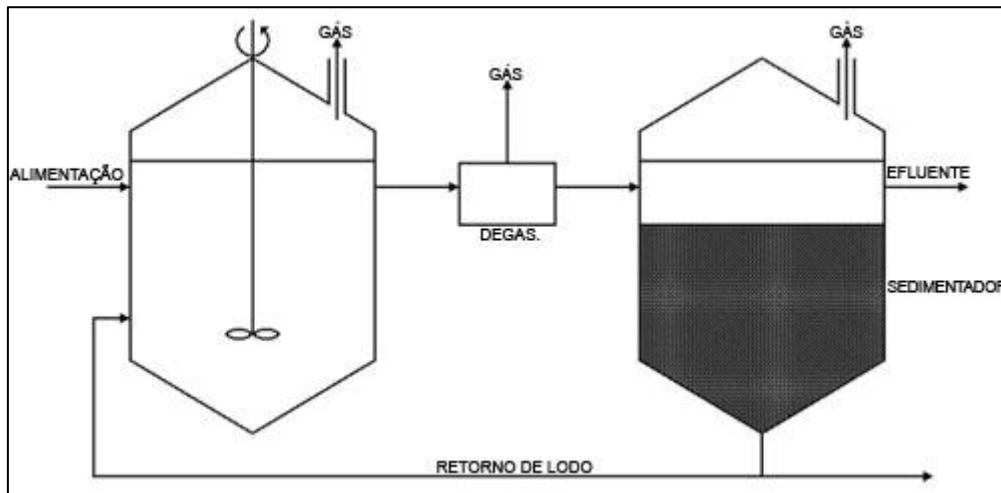 GÁS
GÁS
GÁS
ALIMENTAÇÃO
EFLUENTE
DEGAS.
SEDIMENTADOR
RETORNO DE LODO